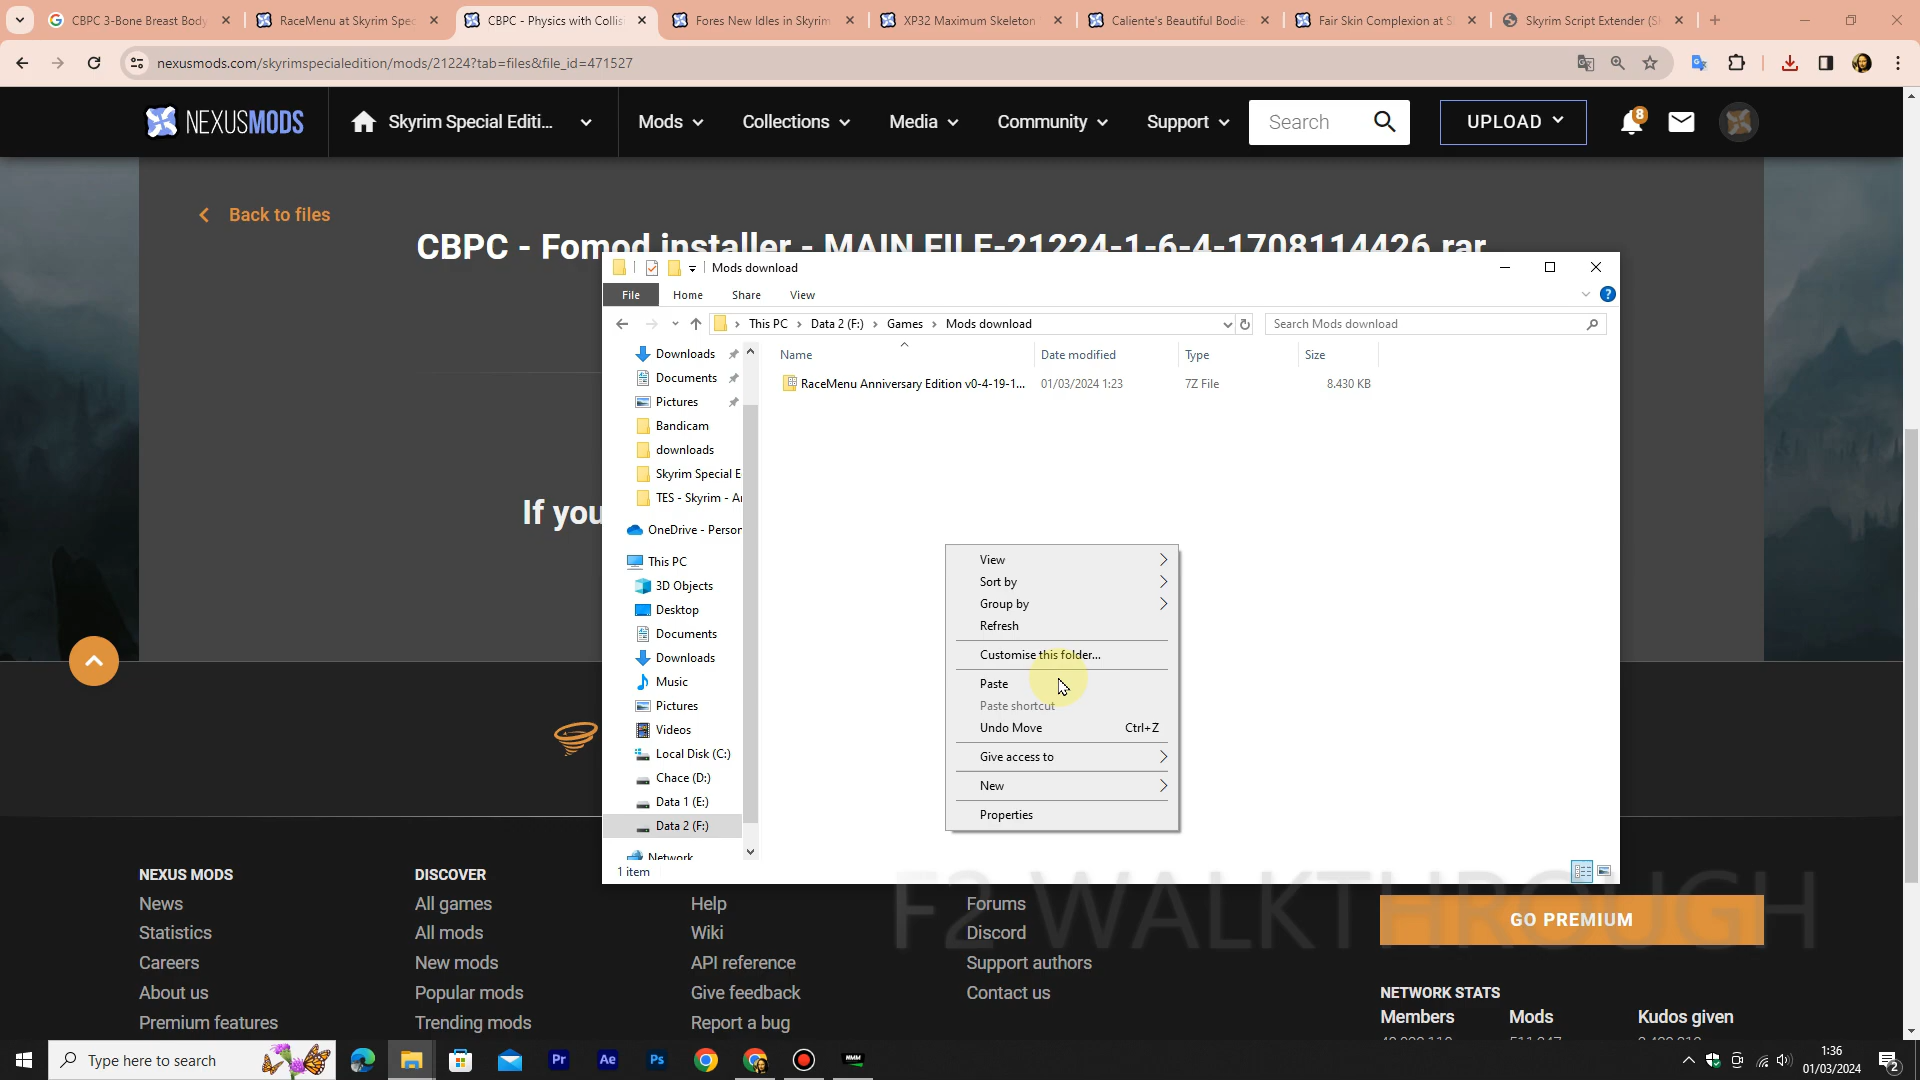 CBPC 3-Bone Breast Body
RaceMenu at Skyrim Spec
CBPC - Physics with Collisi
Fores New Idles in Skyrim
XP32 Maximum Skeleton
Caliente's Beautiful Bodie
Fair Skin Complexion at S
Skyrim Script Extender (S
nexusmods.com/skyrimspecialedition/mods/21224?tab=files&file_id=471527
NEXUSMODS
Skyrim Special Editi...
Mods
Collections
Media
Community
Support
Search
UPLOAD
8
Back to files
CBPC - Fomod installer - MAIN FILE-21224-1-6-4-1708114426.rar
If you
Mods download
File Home Share View
This PC > Data 2 (F:) > Games > Mods download
Search Mods download
Name Date modified Type Size
RaceMenu Anniversary Edition v0-4-19-1... 01/03/2024 1:23 7Z File 8.430 KB
Downloads
Documents
Pictures
Bandicam
downloads
Skyrim Special E
TES - Skyrim - A
OneDrive - Person
This PC
3D Objects
Desktop
Documents
Downloads
Music
Pictures
Videos
Local Disk (C:)
Chace (D:)
Data 1 (E:)
Data 2 (F:)
Network
1 item
View
Sort by
Group by
Refresh
Customise this folder...
Paste
Paste shortcut
Undo Move Ctrl+Z
Give access to
New
Properties
F2 WALKTHROUGH
NEXUS MODS
News
Statistics
Careers
About us
Premium features
DISCOVER
All games
All mods
New mods
Popular mods
Trending mods
Help
Wiki
API reference
Give feedback
Report a bug
Forums
Discord
Support authors
Contact us
GO PREMIUM
NETWORK STATS
Members Mods Kudos given
Type here to search
Pr
Ae
Ps
NMM
1:36
01/03/2024
2